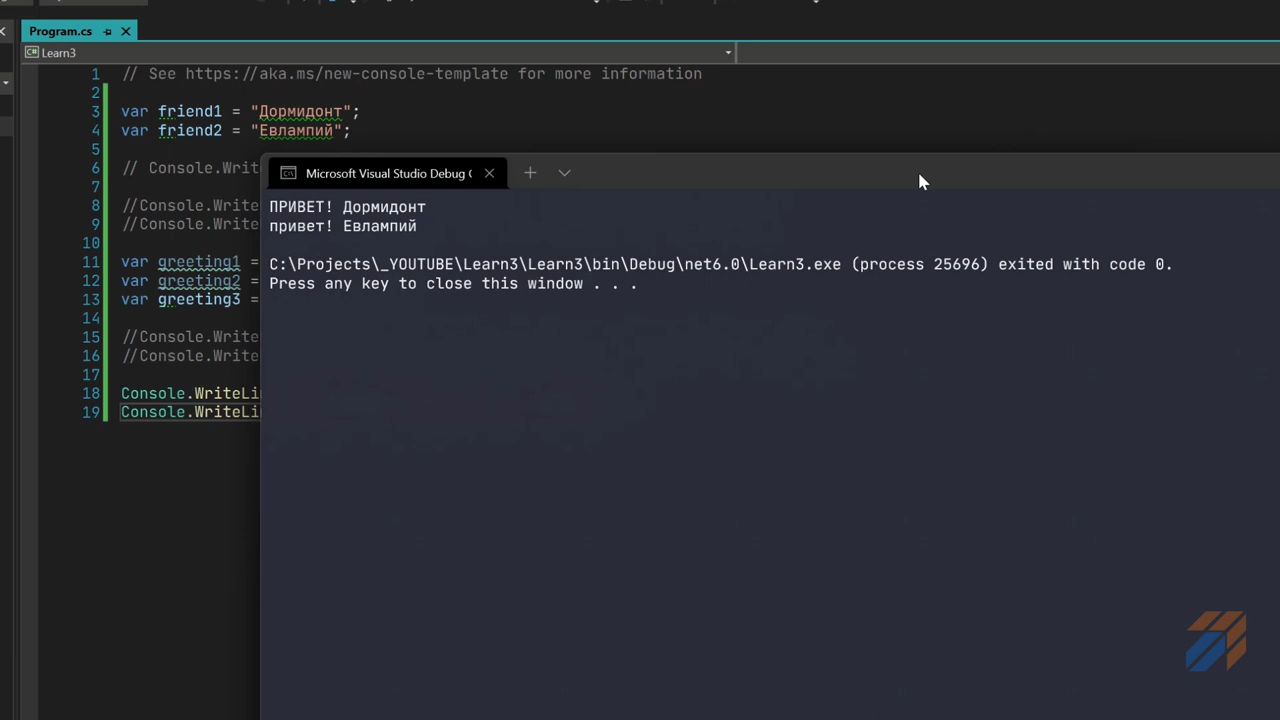 Program.cs
C# Learn3
1 // See https://aka.ms/new-console-template for more information
2
3 var friend1 = "Дормидонт";
4 var friend2 = "Евлампий";
5
6 // Console.Writ
7
8 //Console.Write
9 //Console.Write
10
11 var greeting1 =
12 var greeting2 =
13 var greeting3 =
14
15 //Console.Write
16 //Console.Write
17
18 Console.WriteLi
19 Console.WriteLi
Microsoft Visual Studio Debug
ПРИВЕТ! Дормидонт
привет! Евлампий
C:\Projects\_YOUTUBE\Learn3\Learn3\bin\Debug\net6.0\Learn3.exe (process 25696) exited with code 0.
Press any key to close this window . . .